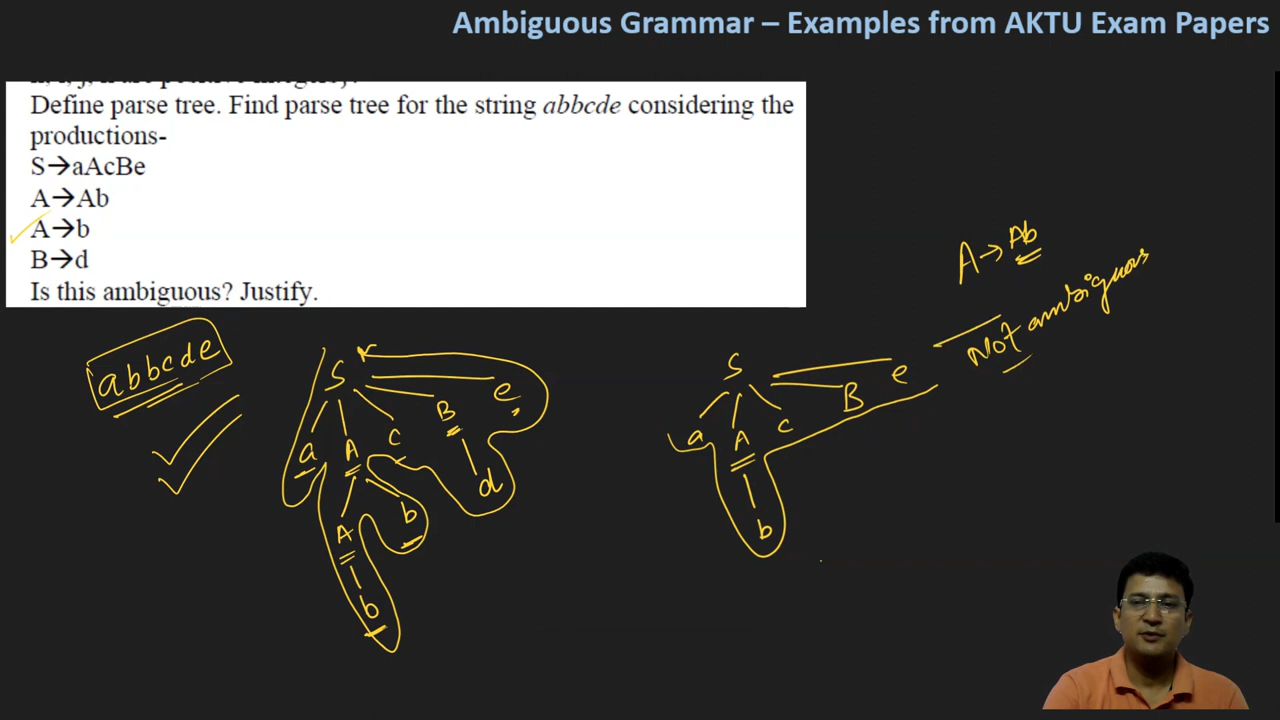 Ambiguous Grammar – Examples from AKTU Exam Papers
Define parse tree. Find parse tree for the string abbcde considering the
productions-
S→aAcBe
A→Ab
A→b
B→d
Is this ambiguous? Justify.
A→Ab
Not ambiguous
abbcde
S
a A c B e
A b d
b
S
a A c B e
b